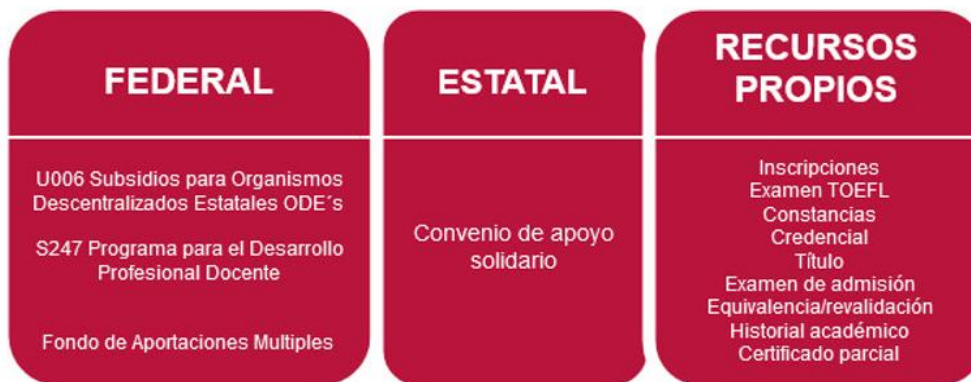 FEDERAL
U006 Subsidios para Organismos
Descentralizados Estatales ODE´s
S247 Programa para el Desarrollo
Profesional Docente
Fondo de Aportaciones Multiples
ESTATAL
Convenio de apoyo
solidario
RECURSOS
PROPIOS
Inscripciones
Examen TOEFL
Constancias
Credencial
Título
Examen de admisión
Equivalencia/revalidación
Historial académico
Certificado parcial